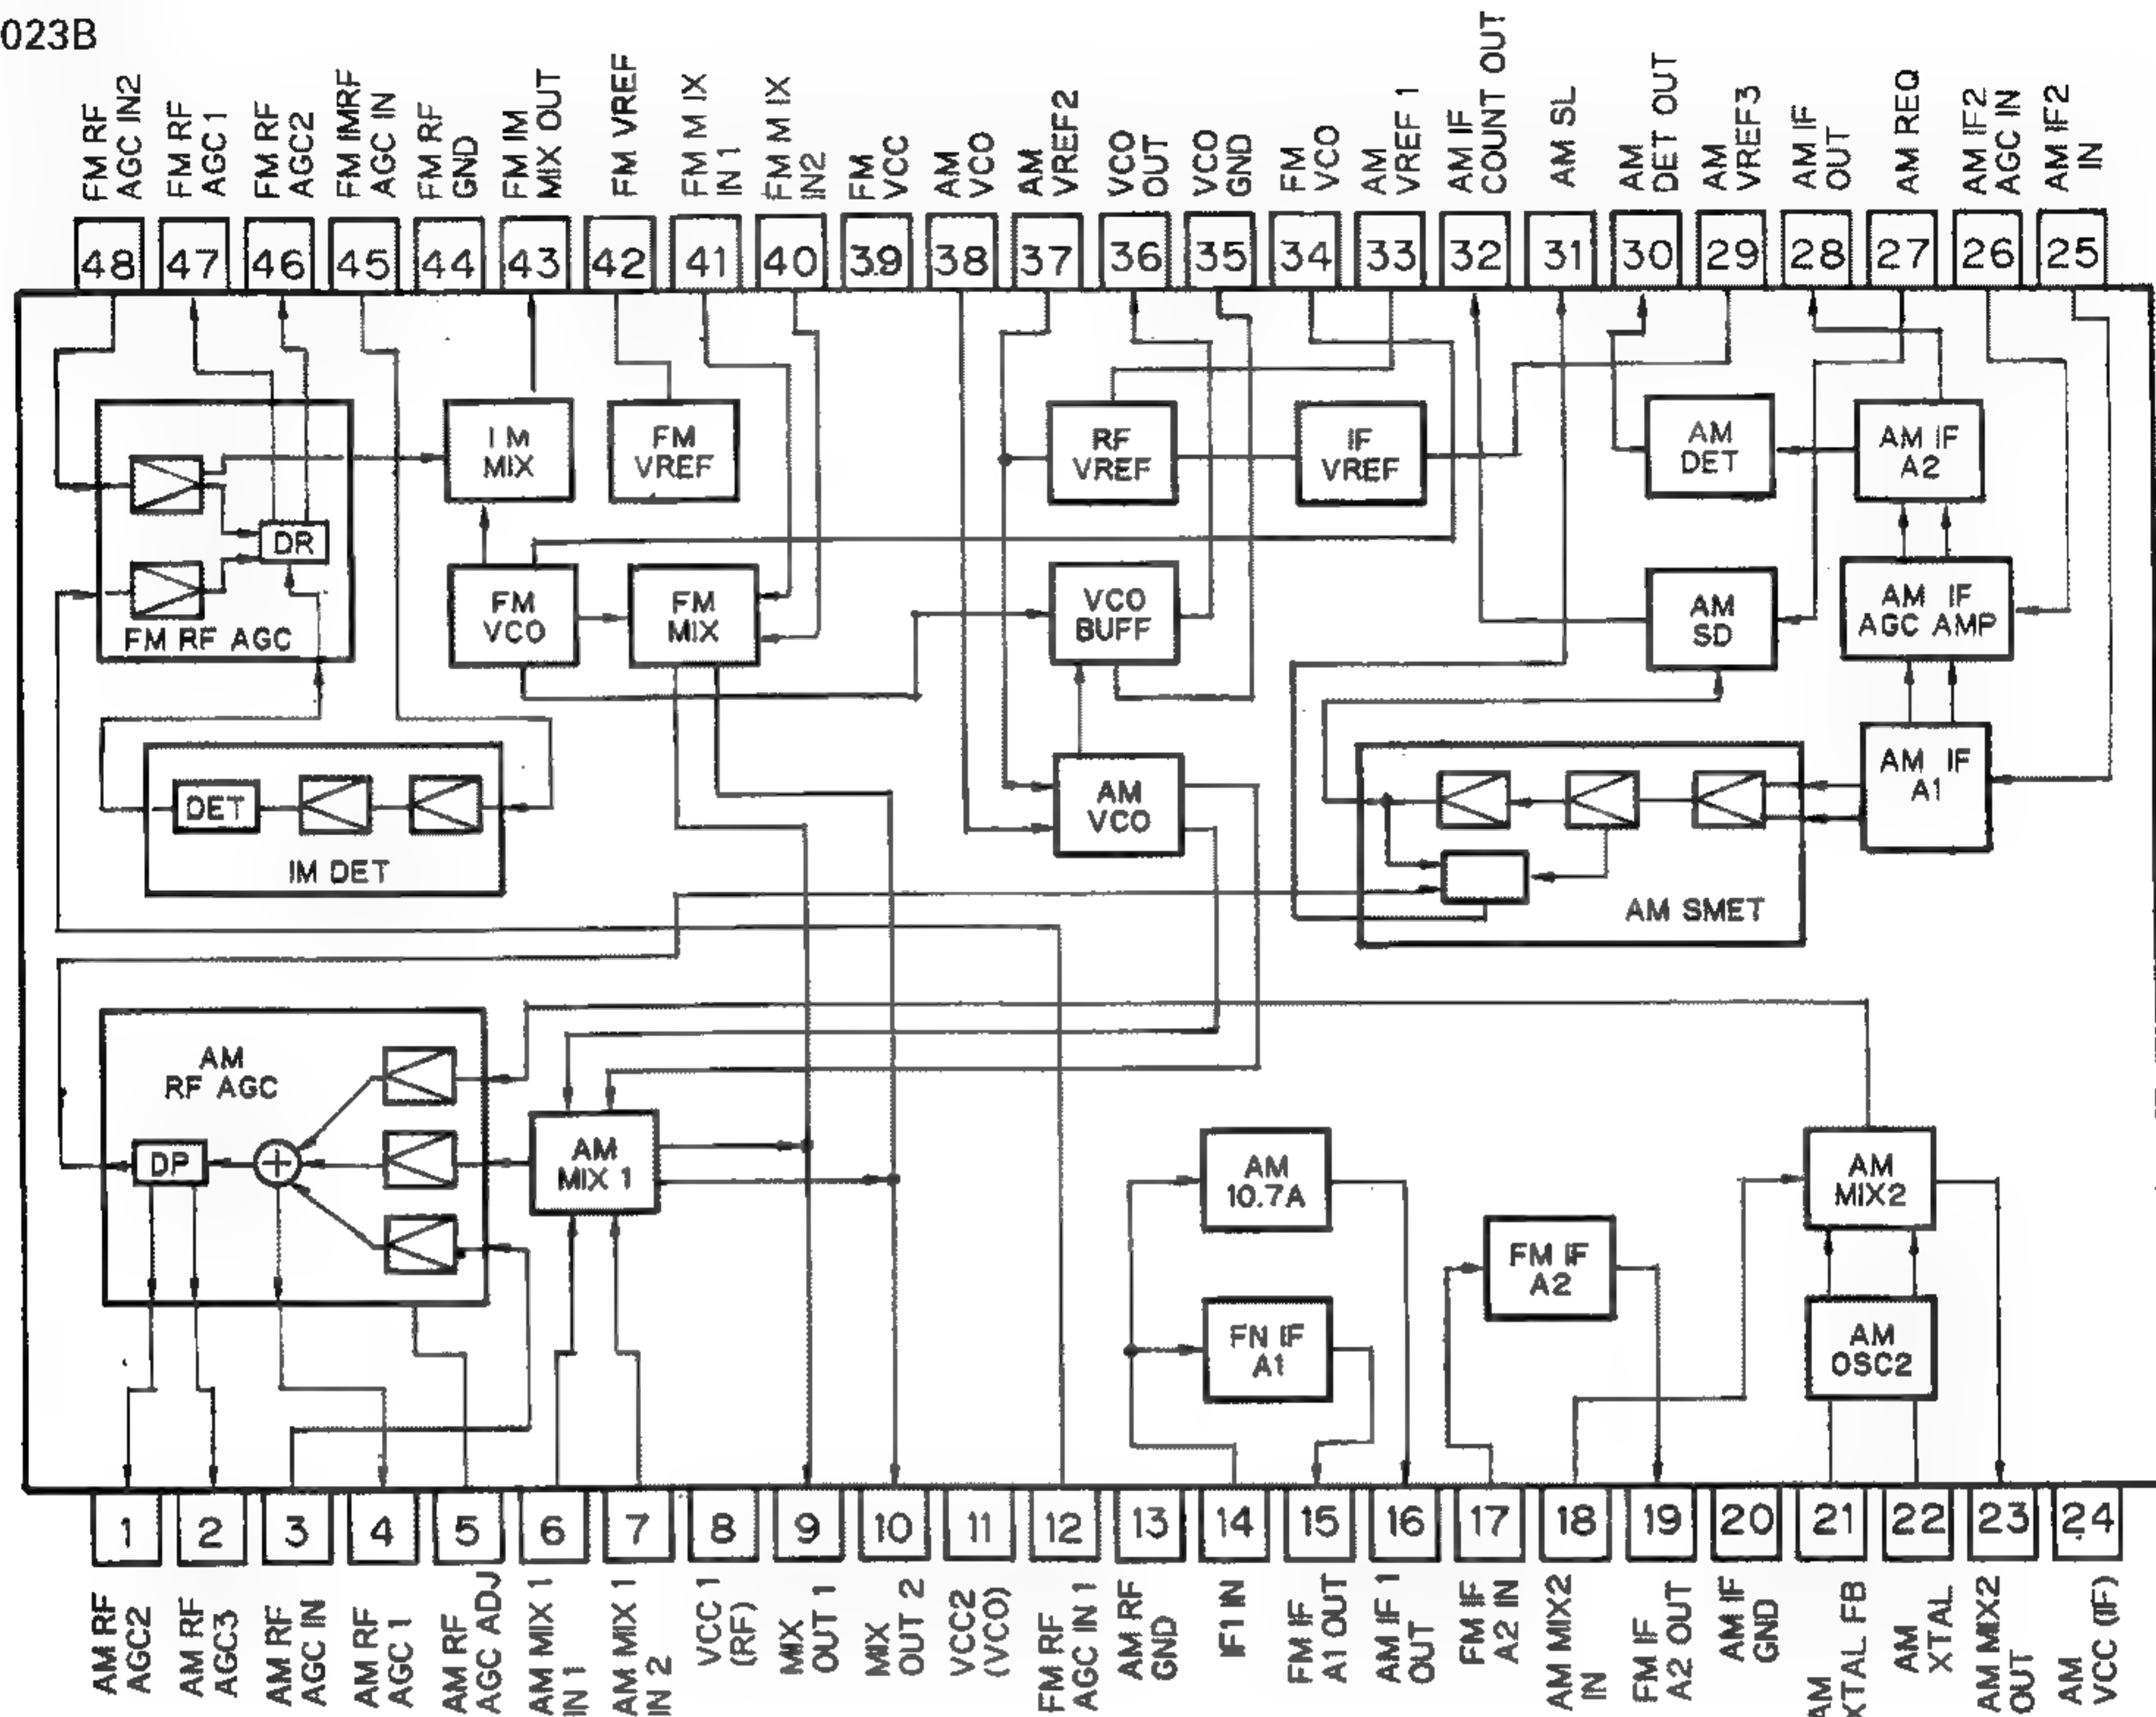 023B
FM RF
AGC IN2
FM RF
AGC 1
FM RF
AGC2
FM IMRF
AGC IN
FM RF
GND
FM IM
MIX OUT
FM VREF
FM M IX
IN 1
FM M IX
IN2
FM
VCC
AM
VCO
AM
VREF2
VCO
OUT
VCO
GND
FM
VCO
AM
VREF 1
AM IF
COUNT OUT
AM SL
AM
DET OUT
AM
VREF3
AM IF
OUT
AM REQ
AM IF2
AGC IN
AM IF2
IN
48 47 46 45 44 43 42 41 40 39 38 37 36 35 34 33 32 31 30 29 28 27 26 25
I M
MIX
FM
VREF
RF
VREF
IF
VREF
AM
DET
AM IF
A2
DR
FM RF AGC
FM
VCO
FM
MIX
VCO
BUFF
AM
SD
AM IF
AGC AMP
DET
IM DET
AM
VCO
AM SMET
AM IF
A1
AM
RF AGC
DP
+
AM
MIX 1
AM
10.7A
FM IF
A2
AM
MIX2
FN IF
A1
AM
OSC2
1 2 3 4 5 6 7 8 9 10 11 12 13 14 15 16 17 18 19 20 21 22 23 24
AM RF
AGC2
AM RF
AGC3
AM RF
AGC IN
AM RF
AGC 1
AM RF
AGC ADJ
AM MIX 1
IN 1
AM MIX 1
IN 2
VCC 1
(RF)
MIX
OUT 1
MIX
OUT 2
VCC2
(VCO)
FM RF
AGC IN 1
AM RF
GND
IF1 IN
FM IF
A1 OUT
AM IF 1
OUT
FM IF
A2 IN
AM MIX2
IN
FM IF
A2 OUT
AM IF
GND
AM
XTAL FB
AM
XTAL
AM MIX2
OUT
AM
VCC (IF)